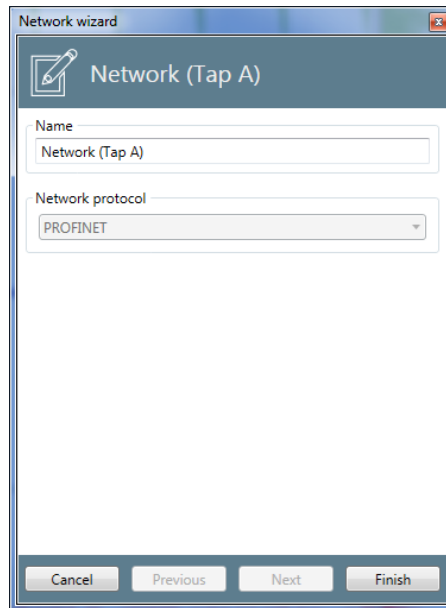 Network wizard
Network (Tap A)
Name
Network (Tap A)
Network protocol
PROFINET
Cancel Previous Next Finish